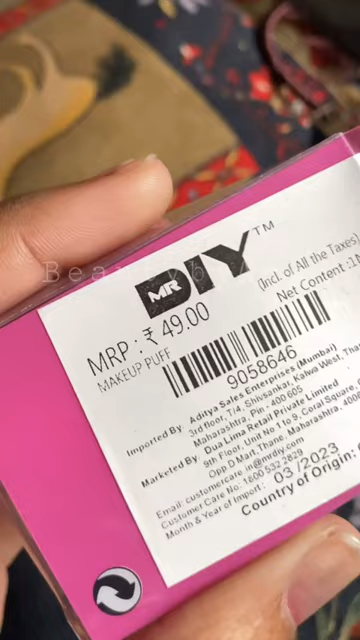 MR DIY™
(Incl. of All the Taxes)
MRP : ₹ 49.00
Net Content :
MAKEUP PUFF
9058646
Imported By Aditya Sales Enterprises (Mumbai)
3rd floor, T/4, Shivsankar, Kalwa West,
Maharashtra, Pin, 400 605
Marketed By Dua Lima Retail Private Limited
9th Floor, Unit No 1 to 9, Coral Square,
Opp D Mart, Thane, Maharashtra,
Email: customercare.in@mrdiy.com
Customer Care No: 1800 532 2829
Month & Year of Import : 03/2023
Country of Origin: